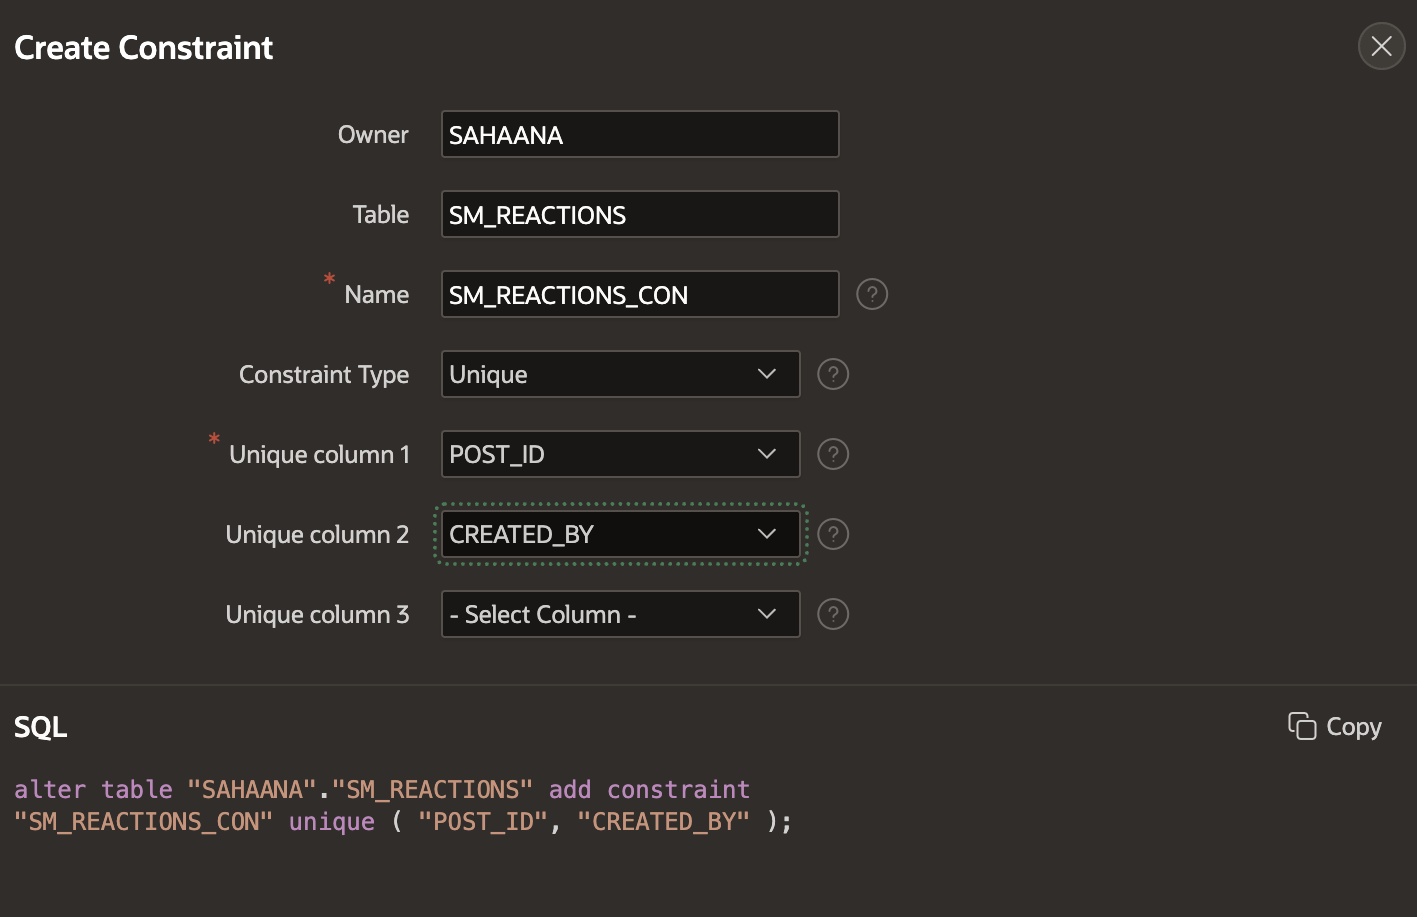 Create Constraint
Owner SAHAANA
Table SM_REACTIONS
* Name SM_REACTIONS_CON ?
Constraint Type Unique ?
* Unique column 1 POST_ID ?
Unique column 2 CREATED_BY ?
Unique column 3 - Select Column - ?
SQL Copy
alter table "SAHAANA"."SM_REACTIONS" add constraint
"SM_REACTIONS_CON" unique ( "POST_ID", "CREATED_BY" );